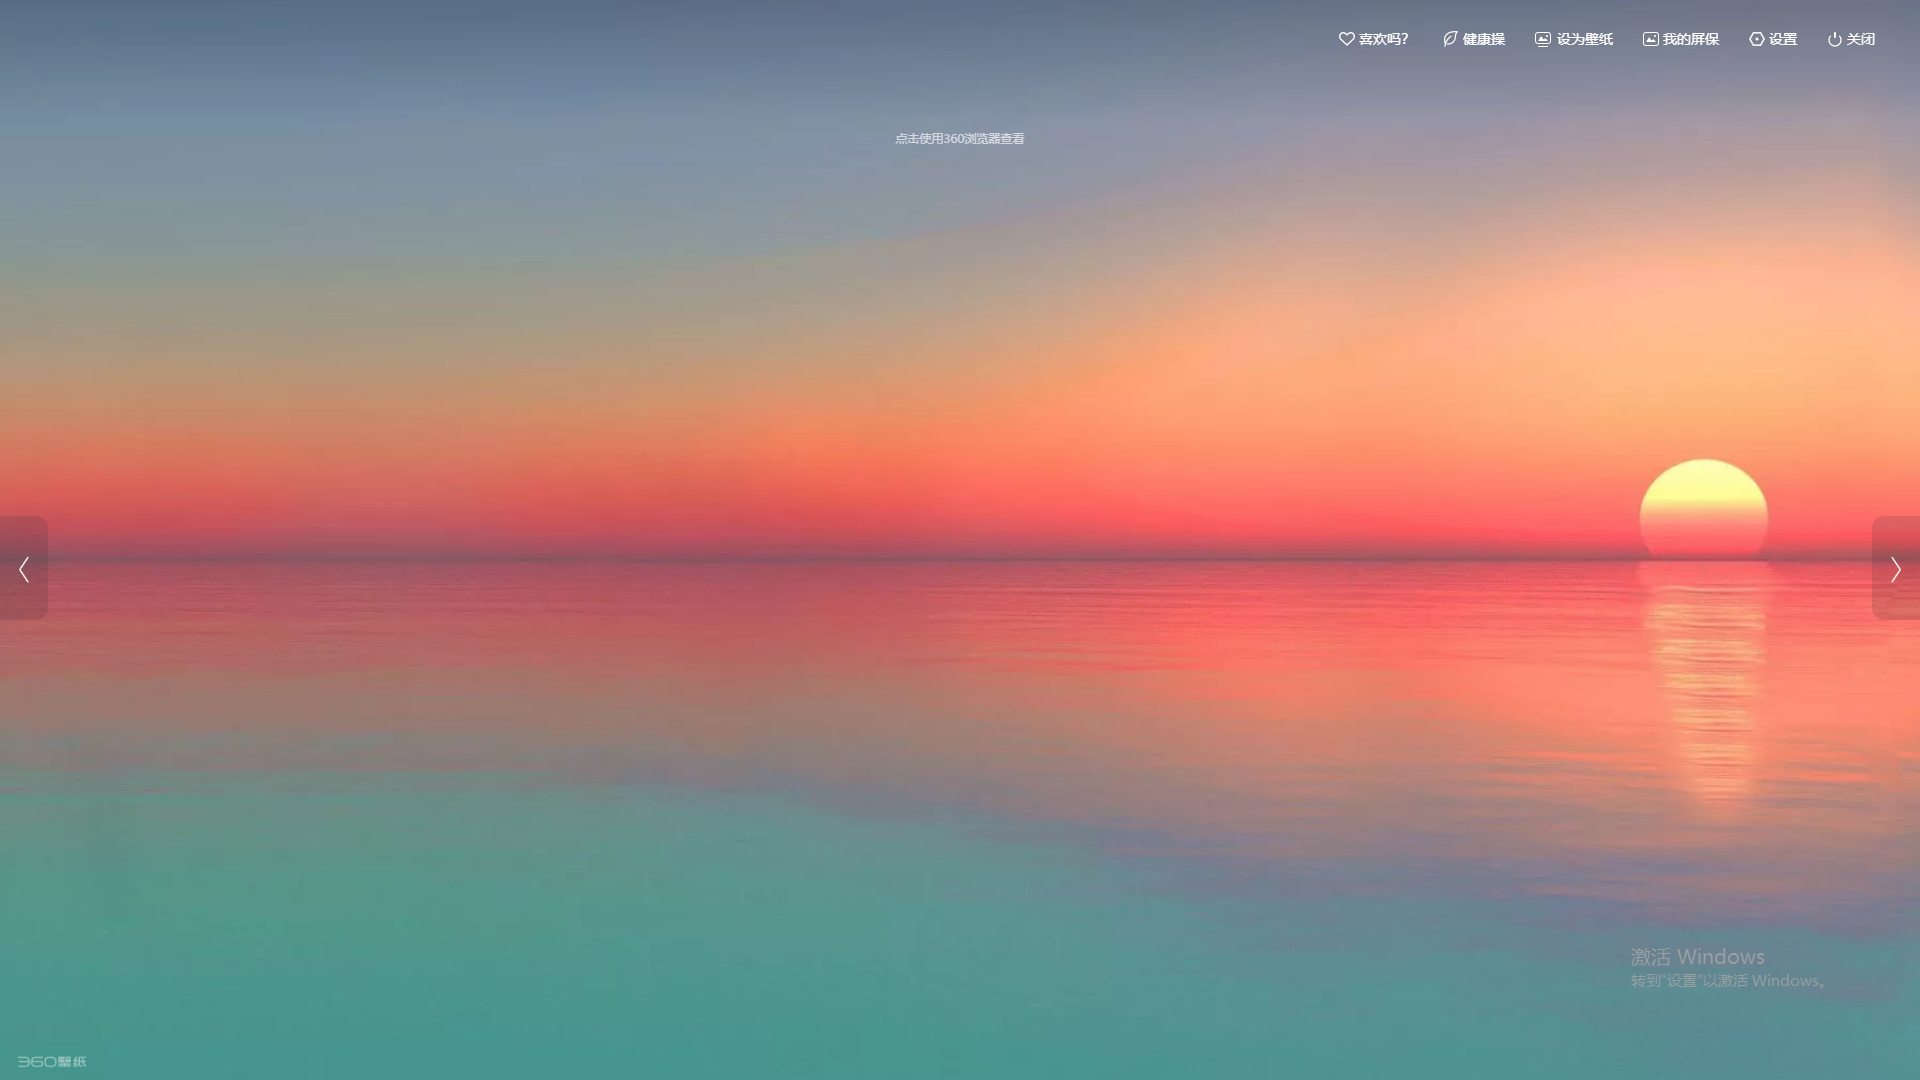 喜欢吗? 健康操 设为壁纸 我的屏保 设置 关闭
点击使用360浏览器查看
激活 Windows
转到"设置"以激活 Windows。
360壁纸